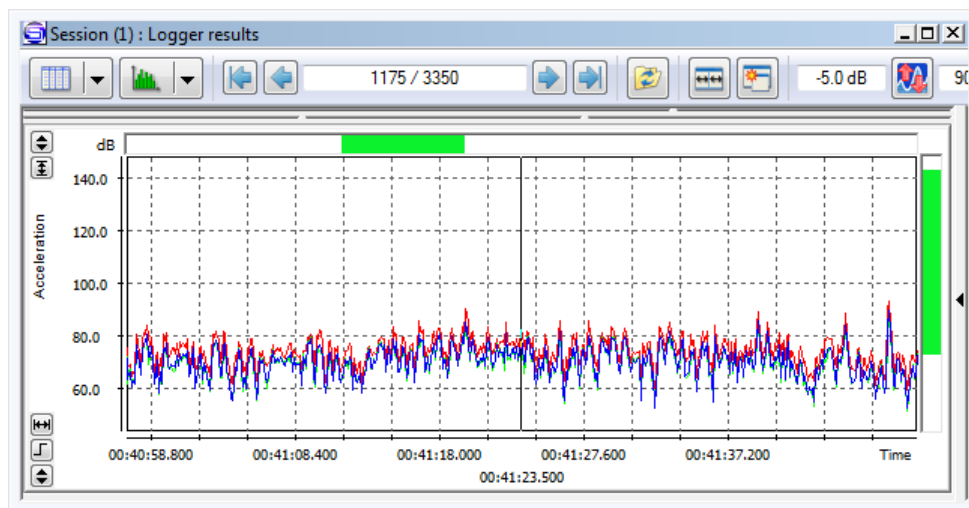 Session (1) : Logger results
1175 / 3350
-5.0 dB
90
dB
140.0
120.0
100.0
80.0
60.0
Acceleration
00:40:58.800 00:41:08.400 00:41:18.000 00:41:27.600 00:41:37.200 Time
00:41:23.500